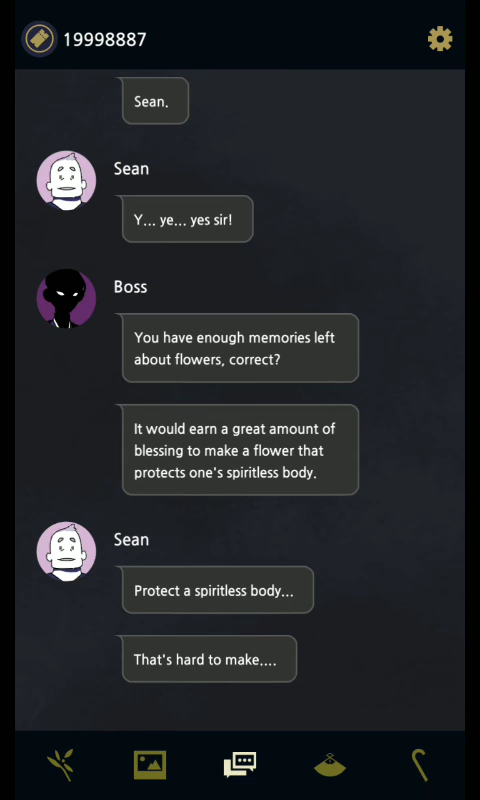 19998887
Sean.
Sean
Y... ye... yes sir!
Boss
You have enough memories left
about flowers, correct?
It would earn a great amount of
blessing to make a flower that
protects one's spiritless body.
Sean
Protect a spiritless body...
That's hard to make....